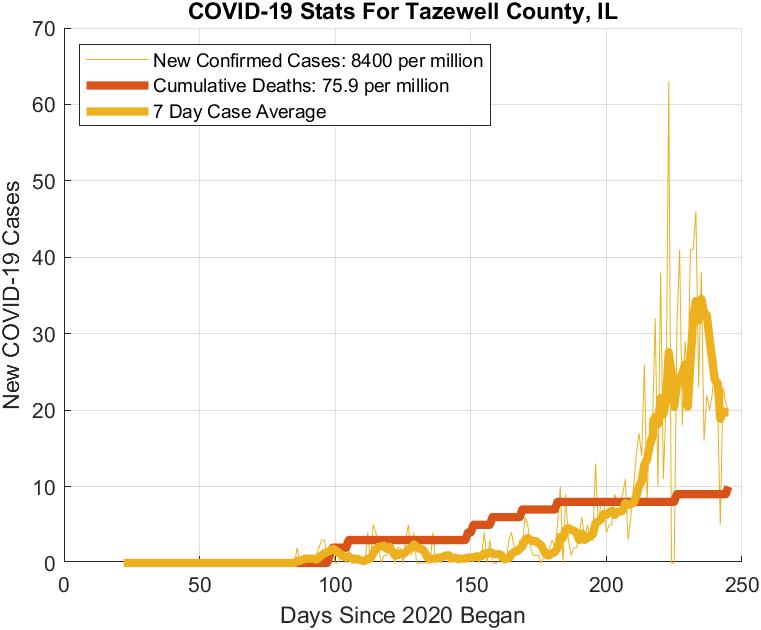 COVID-19 Stats For Tazewell County, IL
New Confirmed Cases: 8400 per million
Cumulative Deaths: 75.9 per million
7 Day Case Average
New COVID-19 Cases
70
60
50
40
30
20
10
0
0 50 100 150 200 250
Days Since 2020 Began